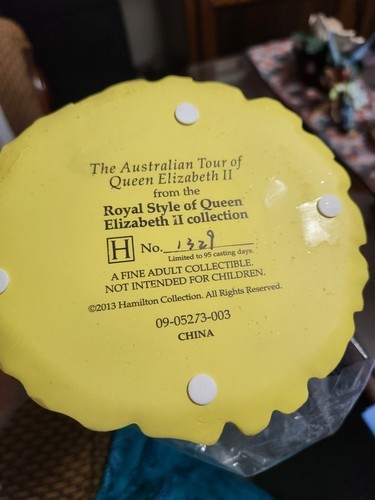 The Australian Tour of
Queen Elizabeth II
from the
Royal Style of Queen
Elizabeth II collection
H No. 1329
Limited to 95 casting days.
A FINE ADULT COLLECTIBLE.
NOT INTENDED FOR CHILDREN.
©2013 Hamilton Collection. All Rights Reserved.
09-05273-003
CHINA